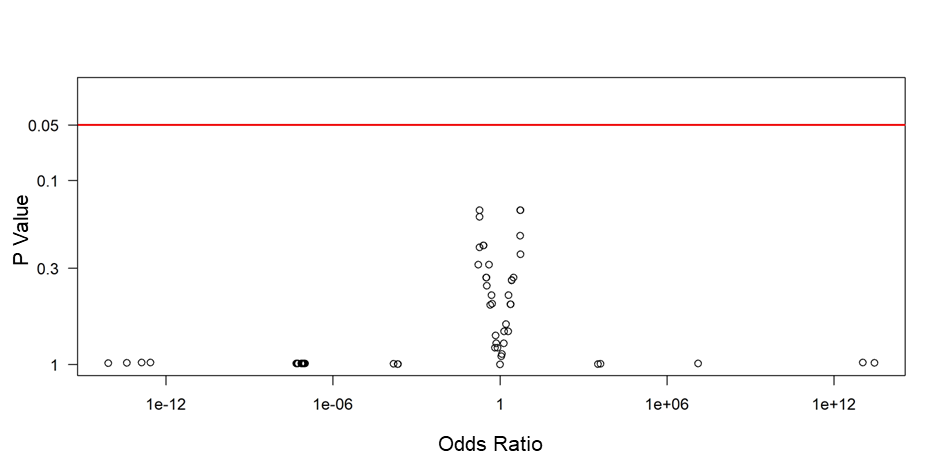 0.05
0.1
P Value
0.3
1
1e-12
1e-06
1
1e+06
1e+12
Odds Ratio